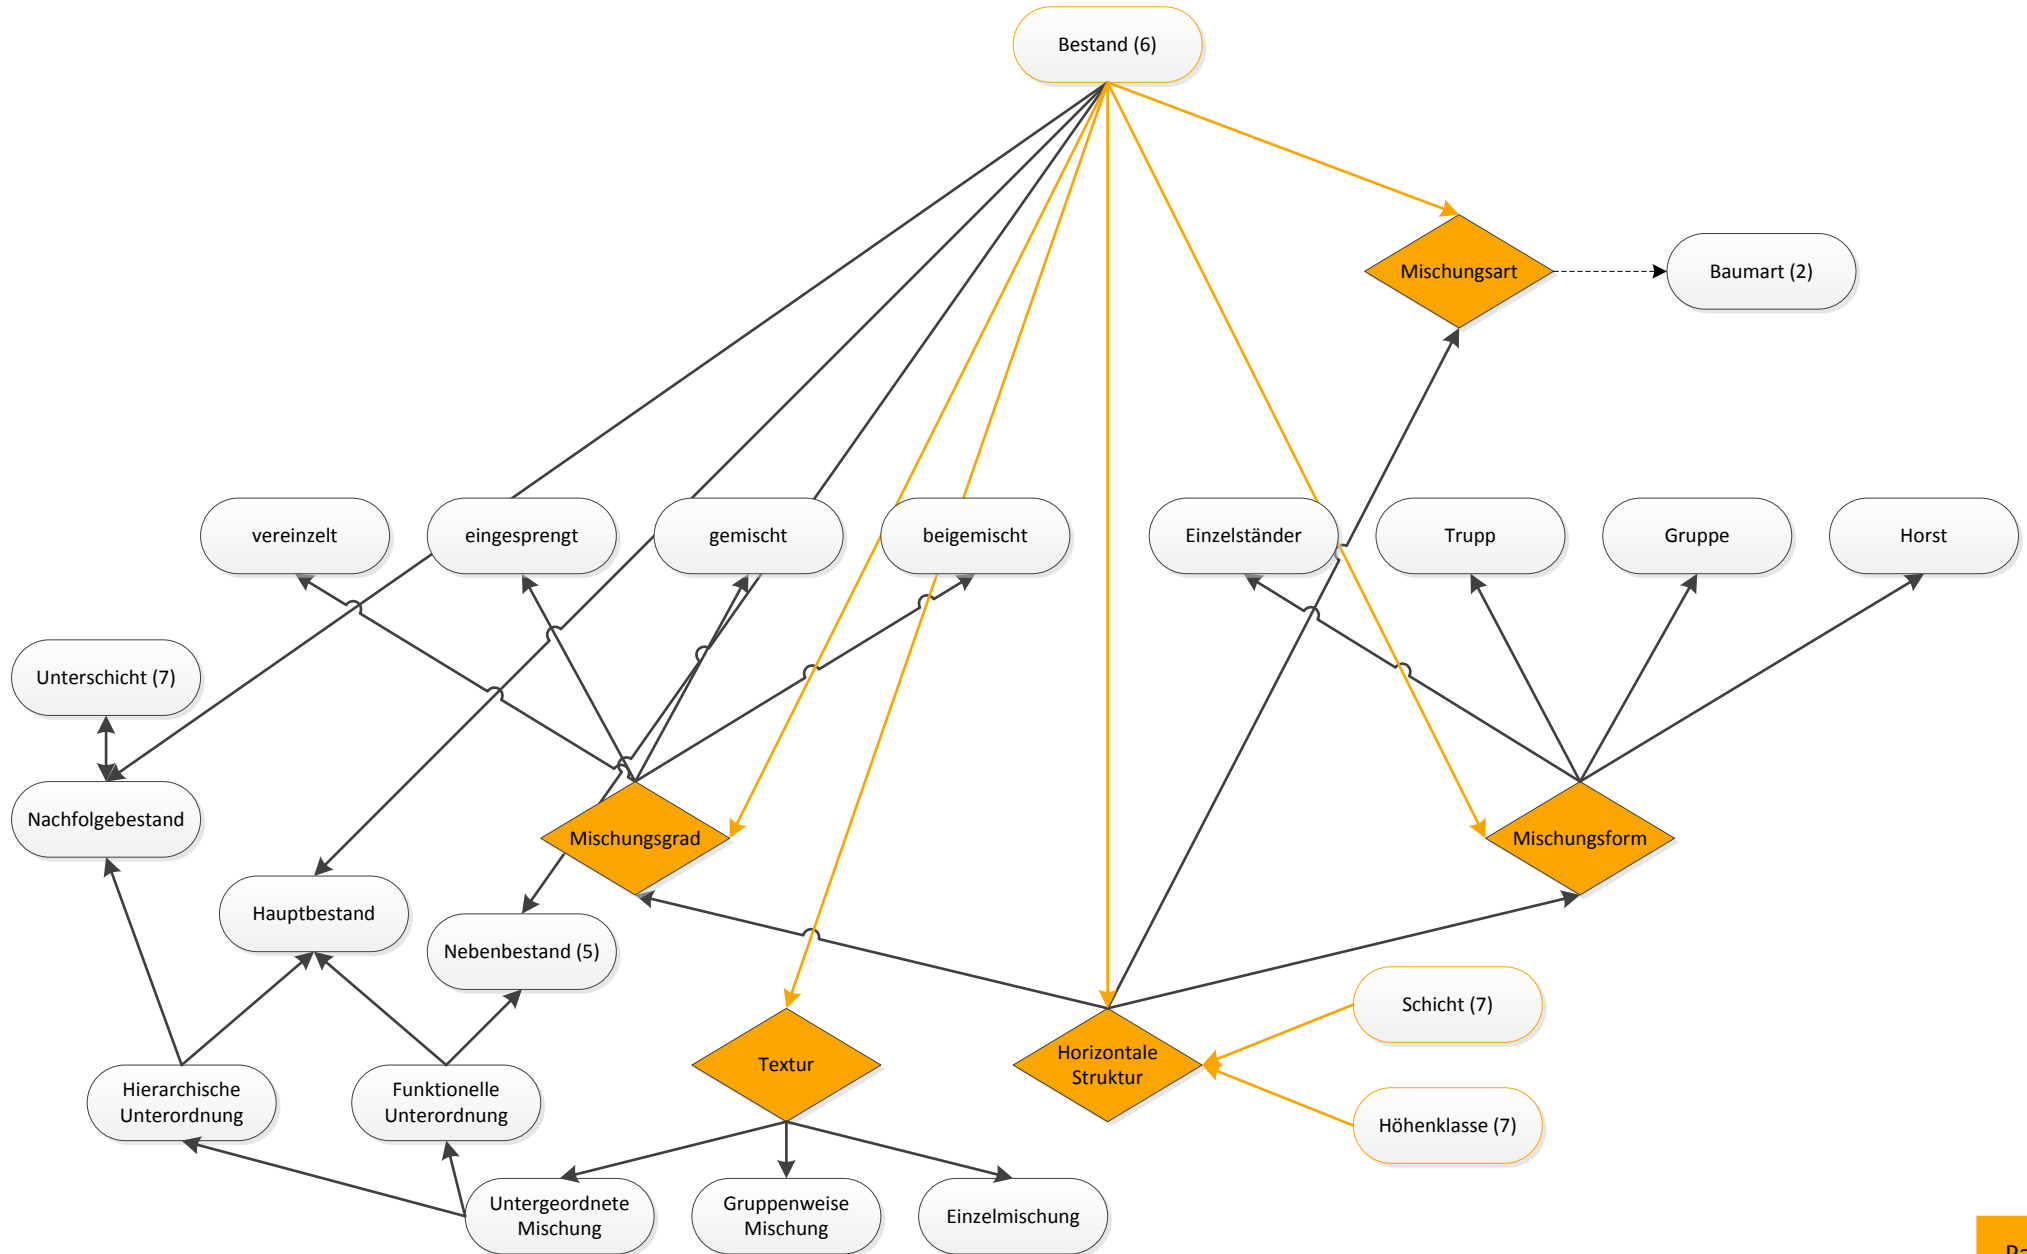 Bestand (6)
Mischungsart
Baumart (2)
vereinzelt
eingesprengt
gemischt
beigemischt
Einzelständer
Trupp
Gruppe
Horst
Unterschicht (7)
Nachfolgebestand
Mischungsgrad
Mischungsform
Hauptbestand
Nebenbestand (5)
Schicht (7)
Textur
Horizontale
Struktur
Hierarchische
Unterordnung
Funktionelle
Unterordnung
Höhenklasse (7)
Untergeordnete
Mischung
Gruppenweise
Mischung
Einzelmischung